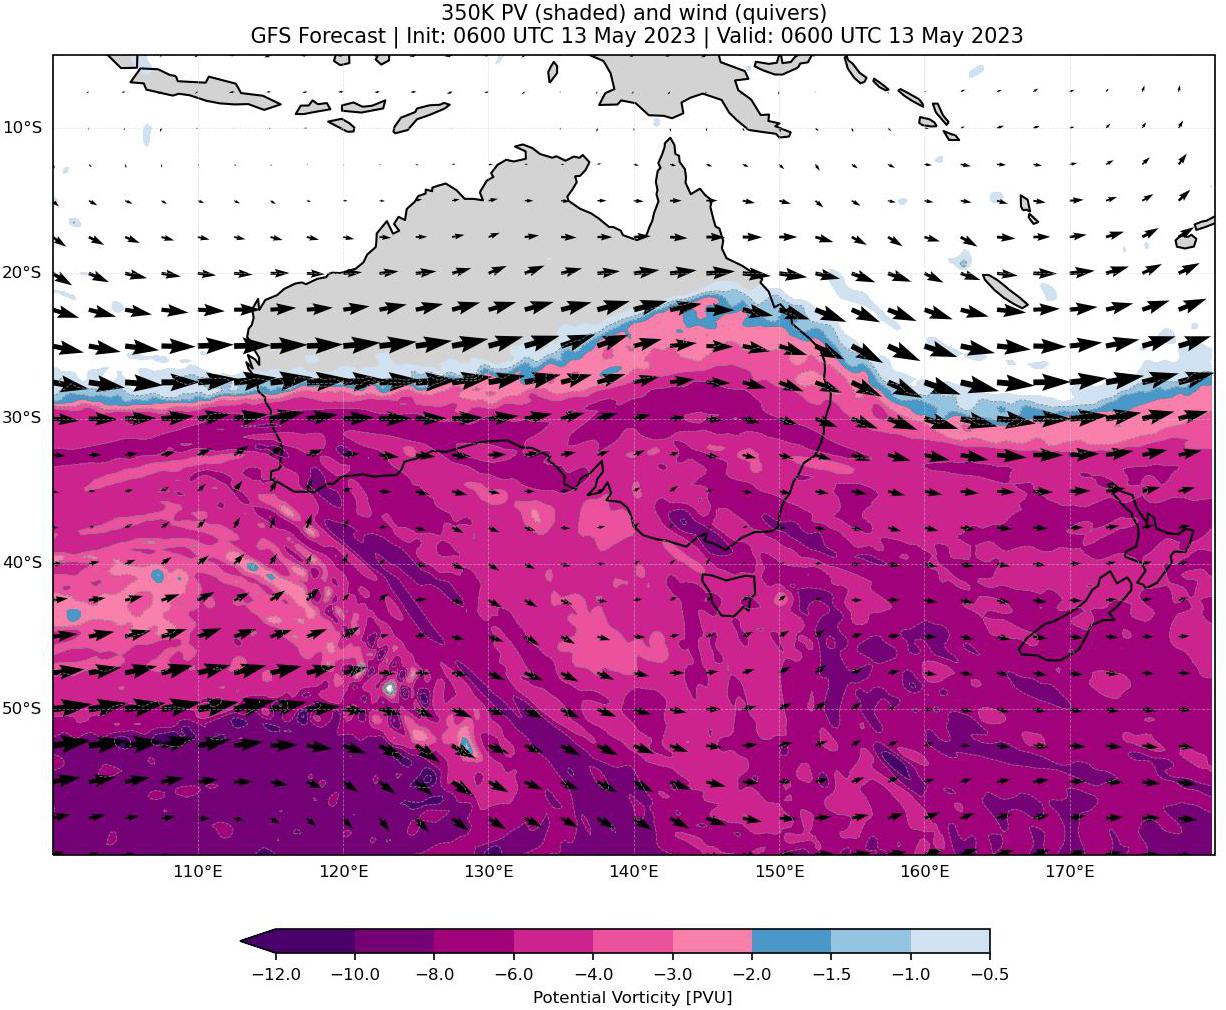 350K PV (shaded) and wind (quivers)
GFS Forecast | Init: 0600 UTC 13 May 2023 | Valid: 0600 UTC 13 May 2023
10°S
20°S
30°S
40°S
50°S
110°E 120°E 130°E 140°E 150°E 160°E 170°E
−12.0 −10.0 −8.0 −6.0 −4.0 −3.0 −2.0 −1.5 −1.0 −0.5
Potential Vorticity [PVU]